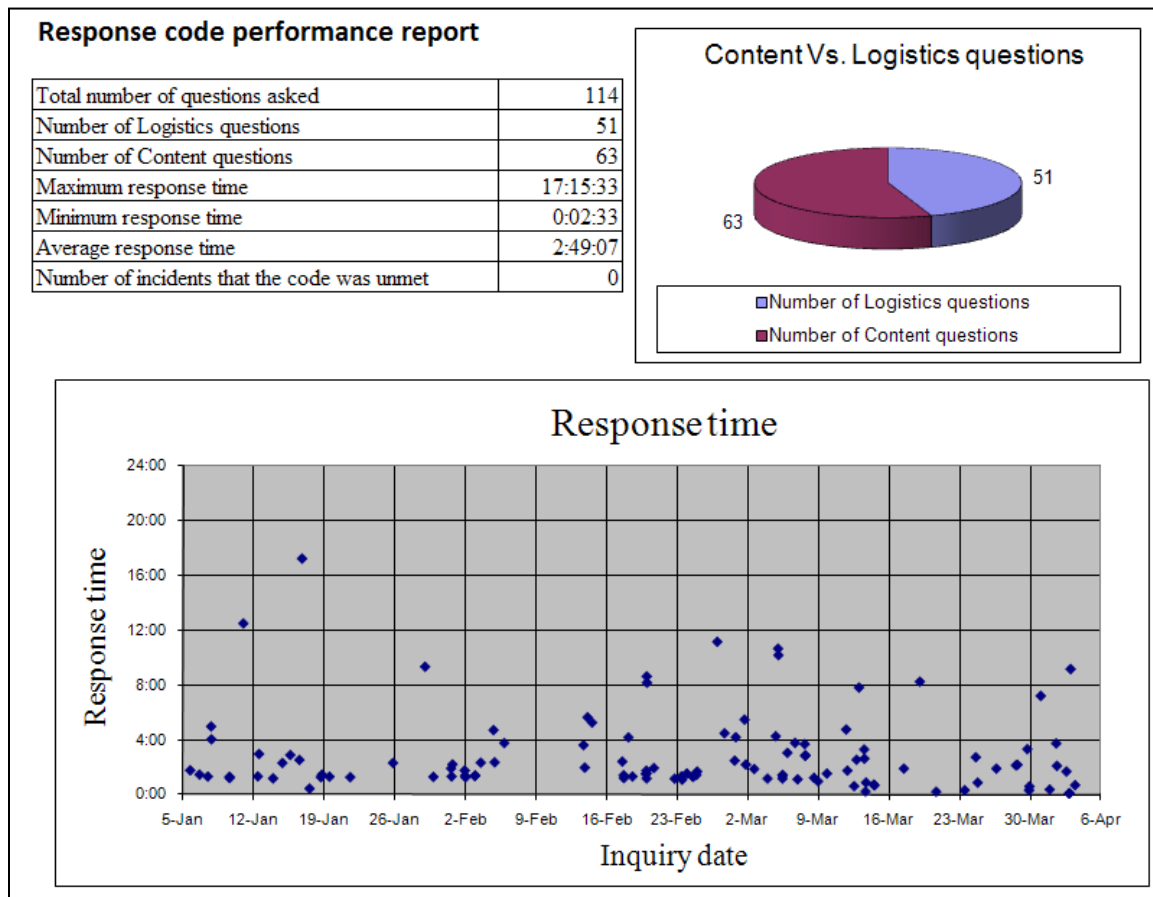 Response code performance report
Total number of questions asked 114
Number of Logistics questions 51
Number of Content questions 63
Maximum response time 17:15:33
Minimum response time 0:02:33
Average response time 2:49:07
Number of incidents that the code was unmet 0
Content Vs. Logistics questions
51
63
Number of Logistics questions
Number of Content questions
Response time
Response time
24:00
20:00
16:00
12:00
8:00
4:00
0:00
5-Jan 12-Jan 19-Jan 26-Jan 2-Feb 9-Feb 16-Feb 23-Feb 2-Mar 9-Mar 16-Mar 23-Mar 30-Mar 6-Apr
Inquiry date